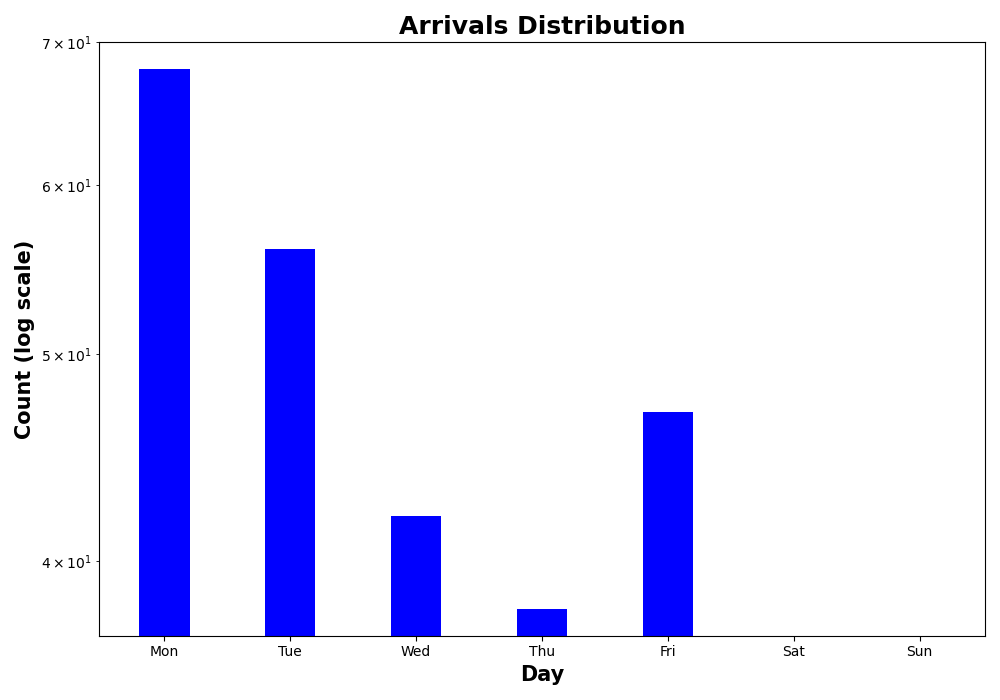 Arrivals Distribution
7 × 10¹
6 × 10¹
5 × 10¹
4 × 10¹
Count (log scale)
Mon Tue Wed Thu Fri Sat Sun
Day